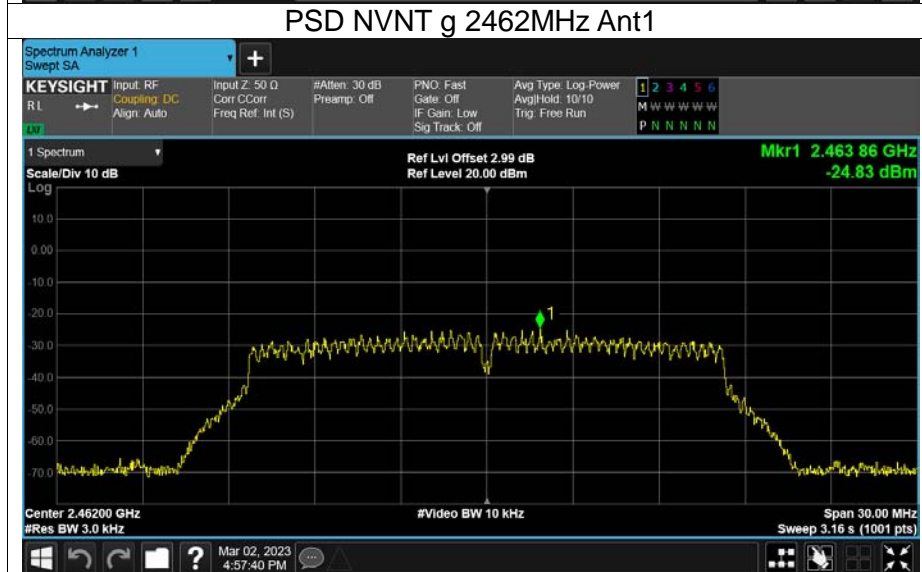 PSD NVNT g 2462MHz Ant1
Spectrum Analyzer 1
Swept SA
+
KEYSIGHT Input: RF Input Z: 50 Ω #Atten: 30 dB PNO: Fast Avg Type: Log-Power 1 2 3 4 5 6
RL Coupling: DC Corr CCorr Preamp: Off Gate: Off Avg|Hold: 10/10 M W W W W W
Align: Auto Freq Ref: Int (S) IF Gain: Low Trig: Free Run
LXI Sig Track: Off P N N N N N
1 Spectrum Ref Lvl Offset 2.99 dB Mkr1 2.463 86 GHz
Scale/Div 10 dB Ref Level 20.00 dBm -24.83 dBm
Log
10.0
0.00
-10.0
-20.0
1
-30.0
-40.0
-50.0
-60.0
-70.0
Center 2.46200 GHz #Video BW 10 kHz Span 30.00 MHz
#Res BW 3.0 kHz Sweep 3.16 s (1001 pts)
? Mar 02, 2023
4:57:40 PM